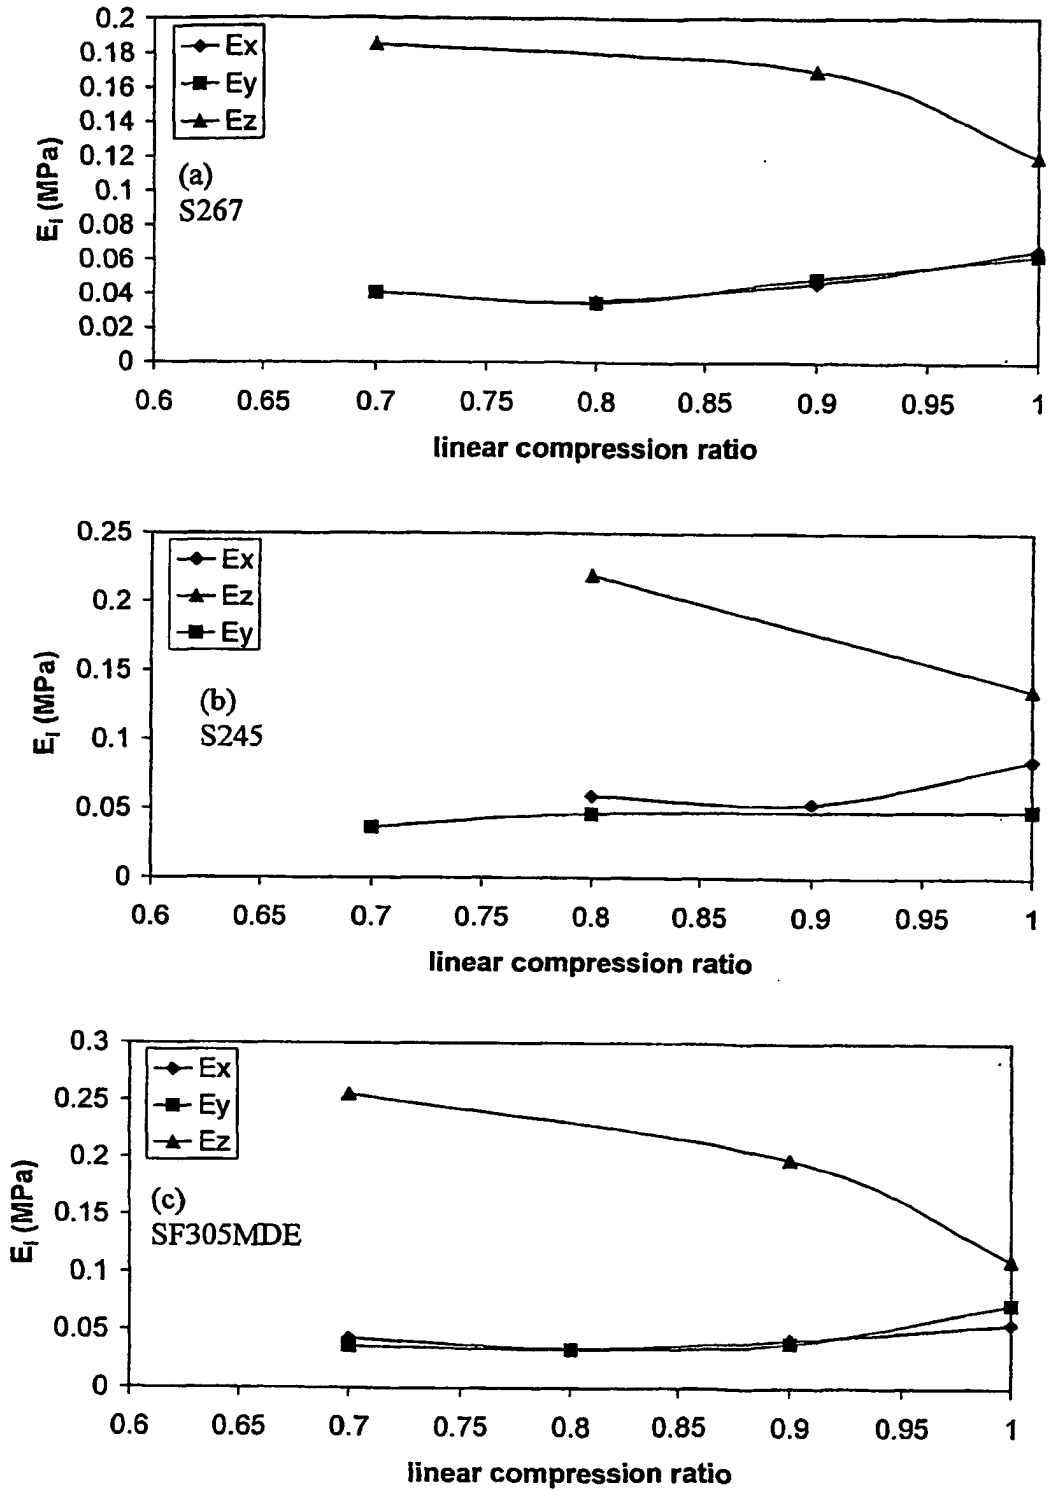 0.2
0.18
0.16
0.14
0.12
0.1
0.08
0.06
0.04
0.02
0
Ei (MPa)
Ex
Ey
Ez
(a)
S267
0.6 0.65 0.7 0.75 0.8 0.85 0.9 0.95 1
linear compression ratio
0.25
0.2
0.15
0.1
0.05
0
Ei (MPa)
Ex
Ez
Ey
(b)
S245
0.6 0.65 0.7 0.75 0.8 0.85 0.9 0.95 1
linear compression ratio
0.3
0.25
0.2
0.15
0.1
0.05
0
Ei (MPa)
Ex
Ey
Ez
(c)
SF305MDE
0.6 0.65 0.7 0.75 0.8 0.85 0.9 0.95 1
linear compression ratio